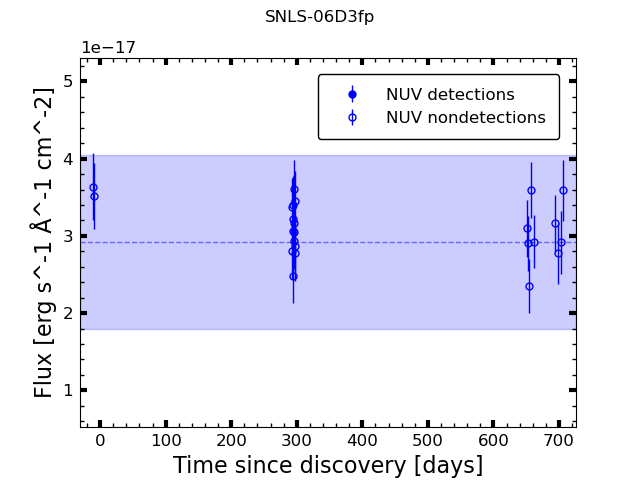 SNLS-06D3fp
1e−17
NUV detections
NUV nondetections
5
4
3
2
1
Flux [erg s^-1 Å^-1 cm^-2]
0 100 200 300 400 500 600 700
Time since discovery [days]